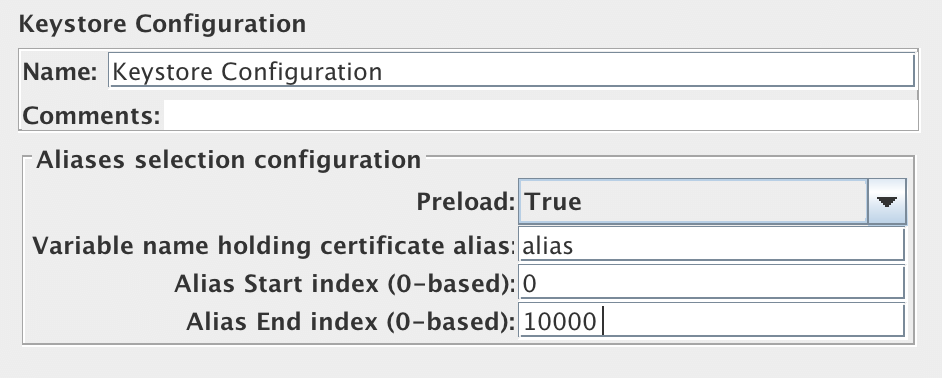 Keystore Configuration
Name: Keystore Configuration
Comments:
Aliases selection configuration
Preload: True
Variable name holding certificate alias: alias
Alias Start index (0-based): 0
Alias End index (0-based): 10000